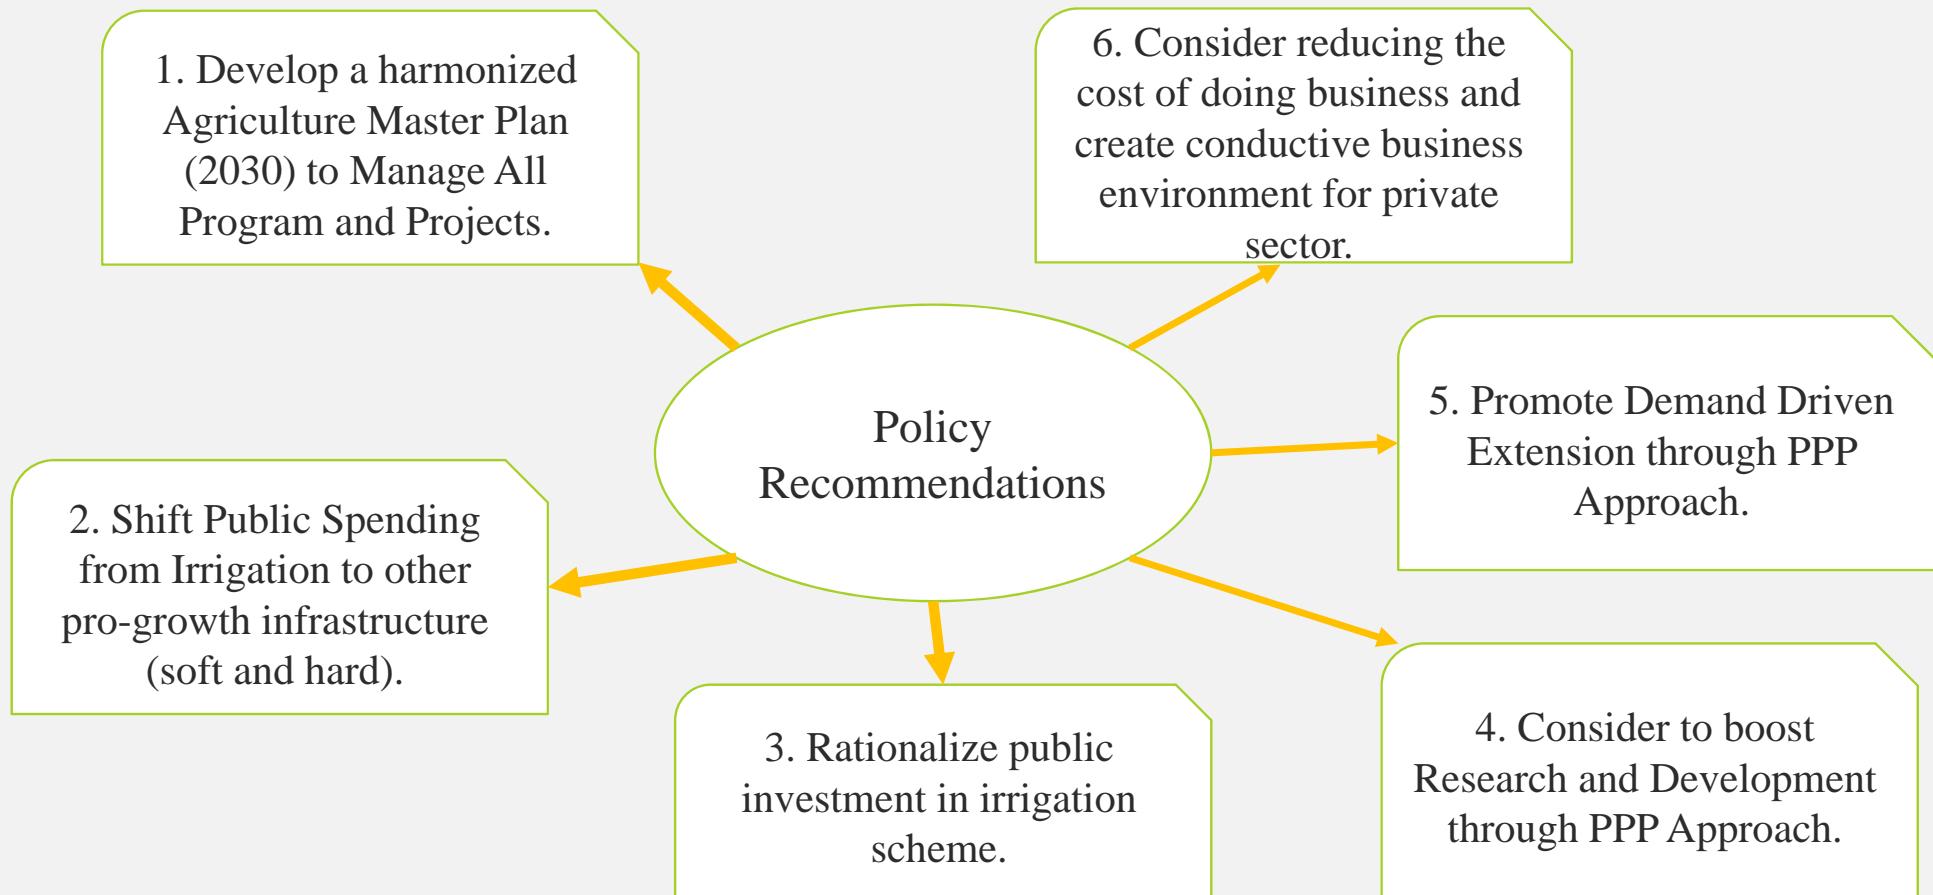 1. Develop a harmonized
Agriculture Master Plan
(2030) to Manage All
Program and Projects.
6. Consider reducing the
cost of doing business and
create conductive business
environment for private
sector.
Policy
Recommendations
5. Promote Demand Driven
Extension through PPP
Approach.
2. Shift Public Spending
from Irrigation to other
pro-growth infrastructure
(soft and hard).
3. Rationalize public
investment in irrigation
scheme.
4. Consider to boost
Research and Development
through PPP Approach.